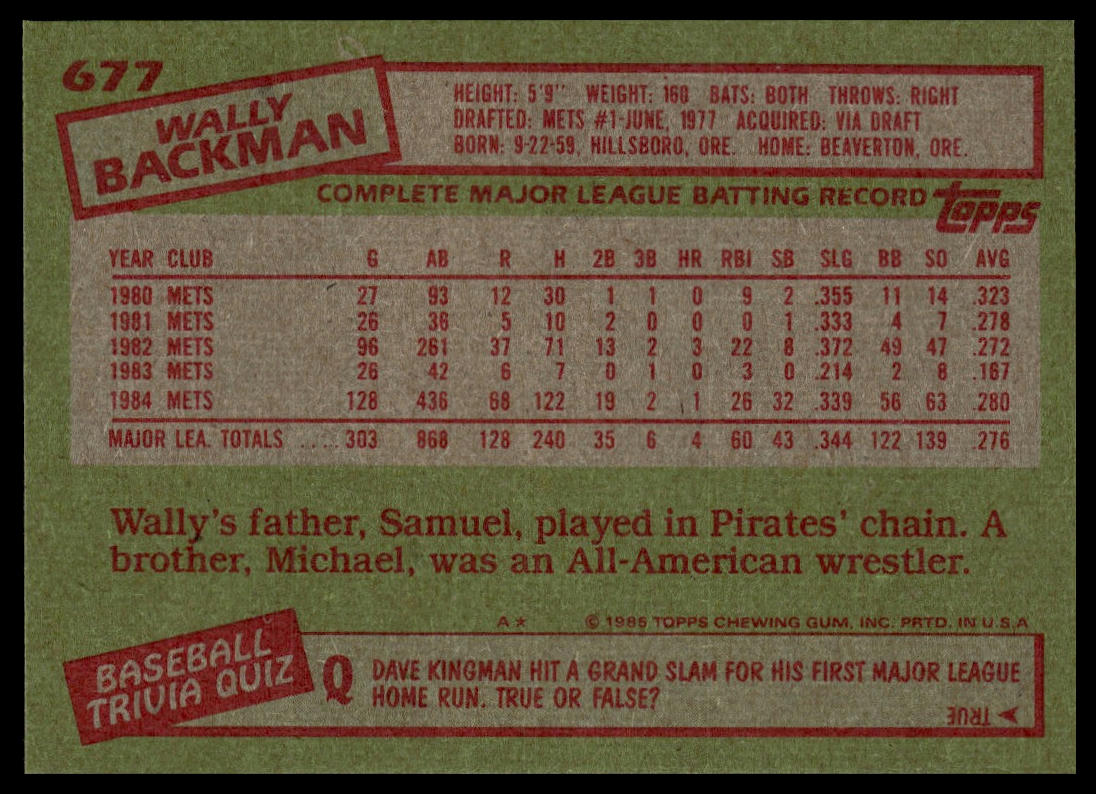 677
WALLY
BACKMAN
HEIGHT: 5'9" WEIGHT: 160 BATS: BOTH THROWS: RIGHT
DRAFTED: METS #1-JUNE, 1977 ACQUIRED: VIA DRAFT
BORN: 9-22-59, HILLSBORO, ORE. HOME: BEAVERTON, ORE.
COMPLETE MAJOR LEAGUE BATTING RECORD topps
YEAR CLUB G AB R H 2B 3B HR RBI SB SLG BB SO AVG
1980 METS 27 93 12 30 1 1 0 9 2 .355 11 14 .323
1981 METS 26 36 5 10 2 0 0 0 1 .333 4 7 .278
1982 METS 96 261 37 71 13 2 3 22 8 .372 49 47 .272
1983 METS 26 42 6 7 0 1 0 3 0 .214 2 8 .167
1984 METS 128 436 68 122 19 2 1 26 32 .339 56 63 .280
MAJOR LEA. TOTALS ..... 303 868 128 240 35 6 4 60 43 .344 122 139 .276
Wally's father, Samuel, played in Pirates' chain. A
brother, Michael, was an All-American wrestler.
A* © 1985 TOPPS CHEWING GUM, INC. PRTD. IN U.S.A
BASEBALL
TRIVIA QUIZ
Q DAVE KINGMAN HIT A GRAND SLAM FOR HIS FIRST MAJOR LEAGUE
HOME RUN. TRUE OR FALSE?
TRUE